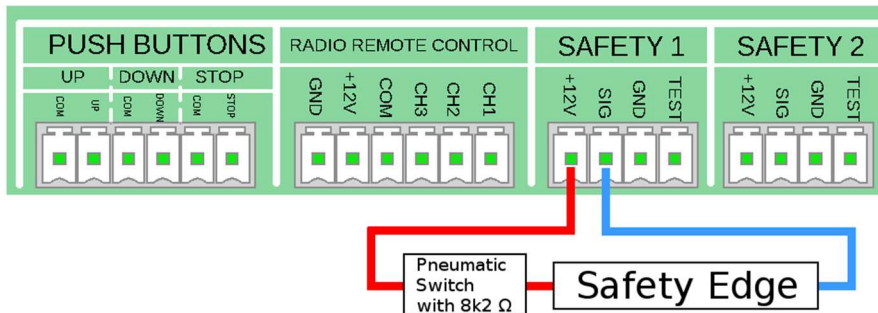 PUSH BUTTONS
UP DOWN STOP
COM UP COM DOWN COM STOP
RADIO REMOTE CONTROL
GND +12V COM CH3 CH2 CH1
SAFETY 1
+12V SIG GND TEST
SAFETY 2
+12V SIG GND TEST
Pneumatic
Switch
with 8k2 Ω
Safety Edge